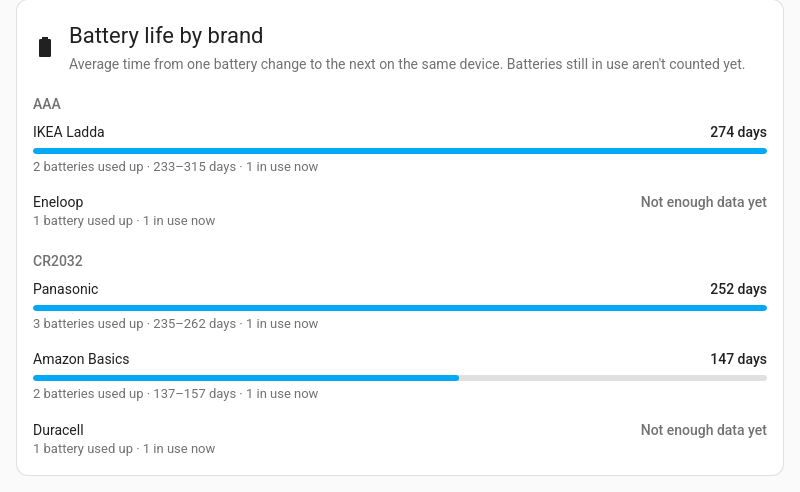 Battery life by brand
Average time from one battery change to the next on the same device. Batteries still in use aren't counted yet.
AAA
IKEA Ladda 274 days
2 batteries used up · 233–315 days · 1 in use now
Eneloop Not enough data yet
1 battery used up · 1 in use now
CR2032
Panasonic 252 days
3 batteries used up · 235–262 days · 1 in use now
Amazon Basics 147 days
2 batteries used up · 137–157 days · 1 in use now
Duracell Not enough data yet
1 battery used up · 1 in use now